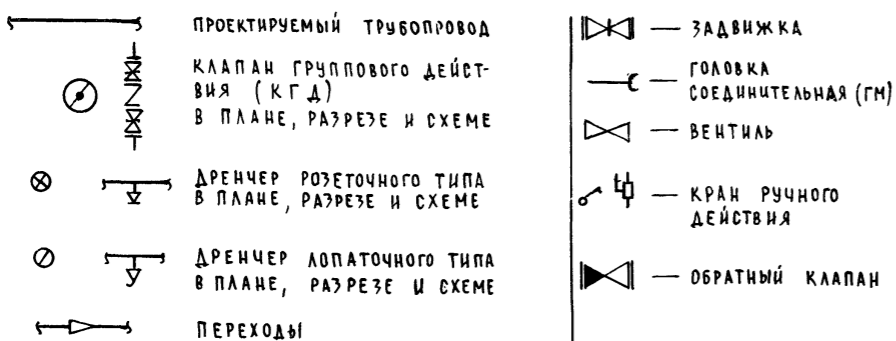 ПРОЕКТИРУЕМЫЙ ТРУБОПРОВОД
КЛАПАН ГРУППОВОГО ДЕЙСТ-
ВИЯ (КГД)
В ПЛАНЕ, РАЗРЕЗЕ И СХЕМЕ
ДРЕНЧЕР РОЗЕТОЧНОГО ТИПА
В ПЛАНЕ, РАЗРЕЗЕ И СХЕМЕ
ДРЕНЧЕР ЛОПАТОЧНОГО ТИПА
В ПЛАНЕ, РАЗРЕЗЕ И СХЕМЕ
ПЕРЕХОДЫ
— ЗАДВИЖКА
— ГОЛОВКА
СОЕДИНИТЕЛЬНАЯ (ГМ)
— ВЕНТИЛЬ
— КРАН РУЧНОГО
ДЕЙСТВИЯ
— ОБРАТНЫЙ КЛАПАН